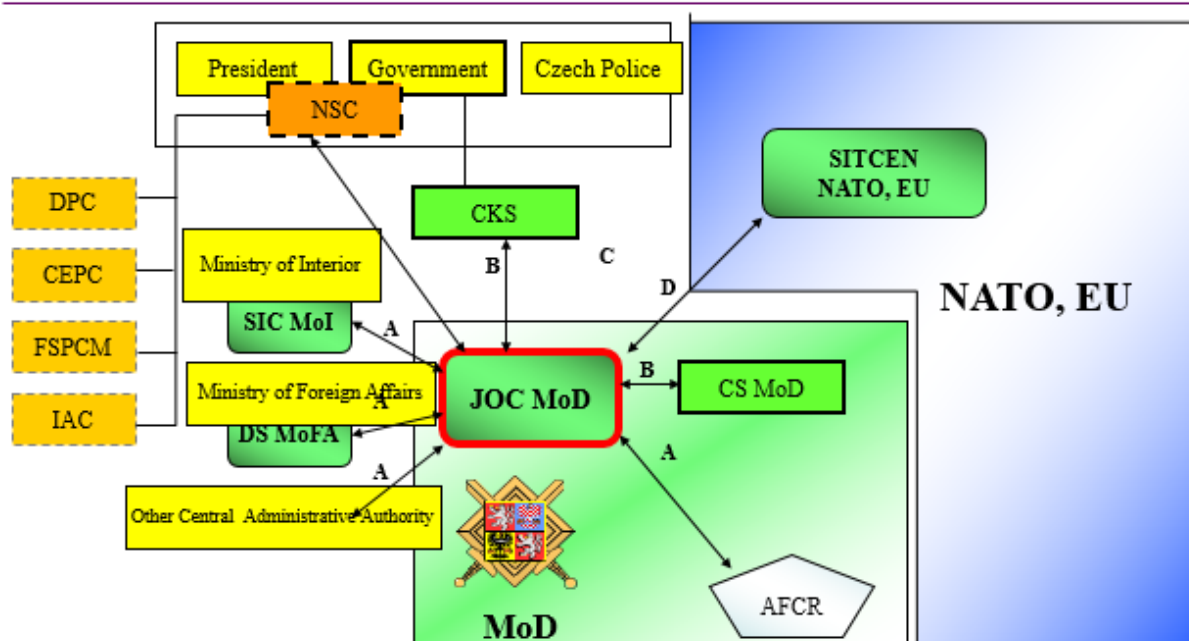 President
Government
Czech Police
NSC
DPC
CEPC
FSPCM
IAC
CKS
SITCEN
NATO, EU
B
C
D
NATO, EU
Ministry of Interior
SIC MoI
A
Ministry of Foreign Affairs
A
DS MoFA
JOC MoD
B
CS MoD
A
A
Other Central Administrative Authority
MoD
AFCR